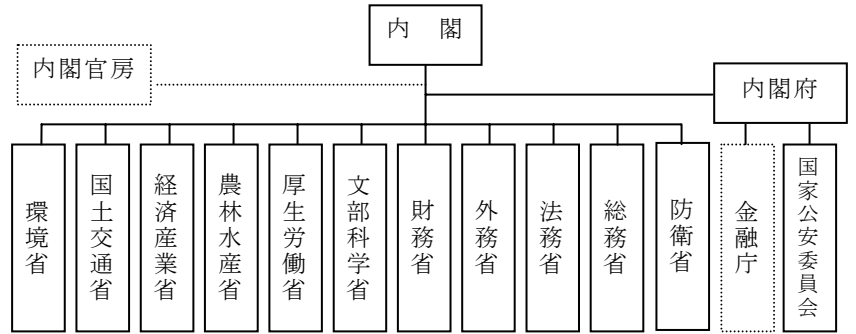 内　閣
内閣官房
内閣府
環境省
国土交通省
経済産業省
農林水産省
厚生労働省
文部科学省
財務省
外務省
法務省
総務省
防衛省
金融庁
国家公安委員会